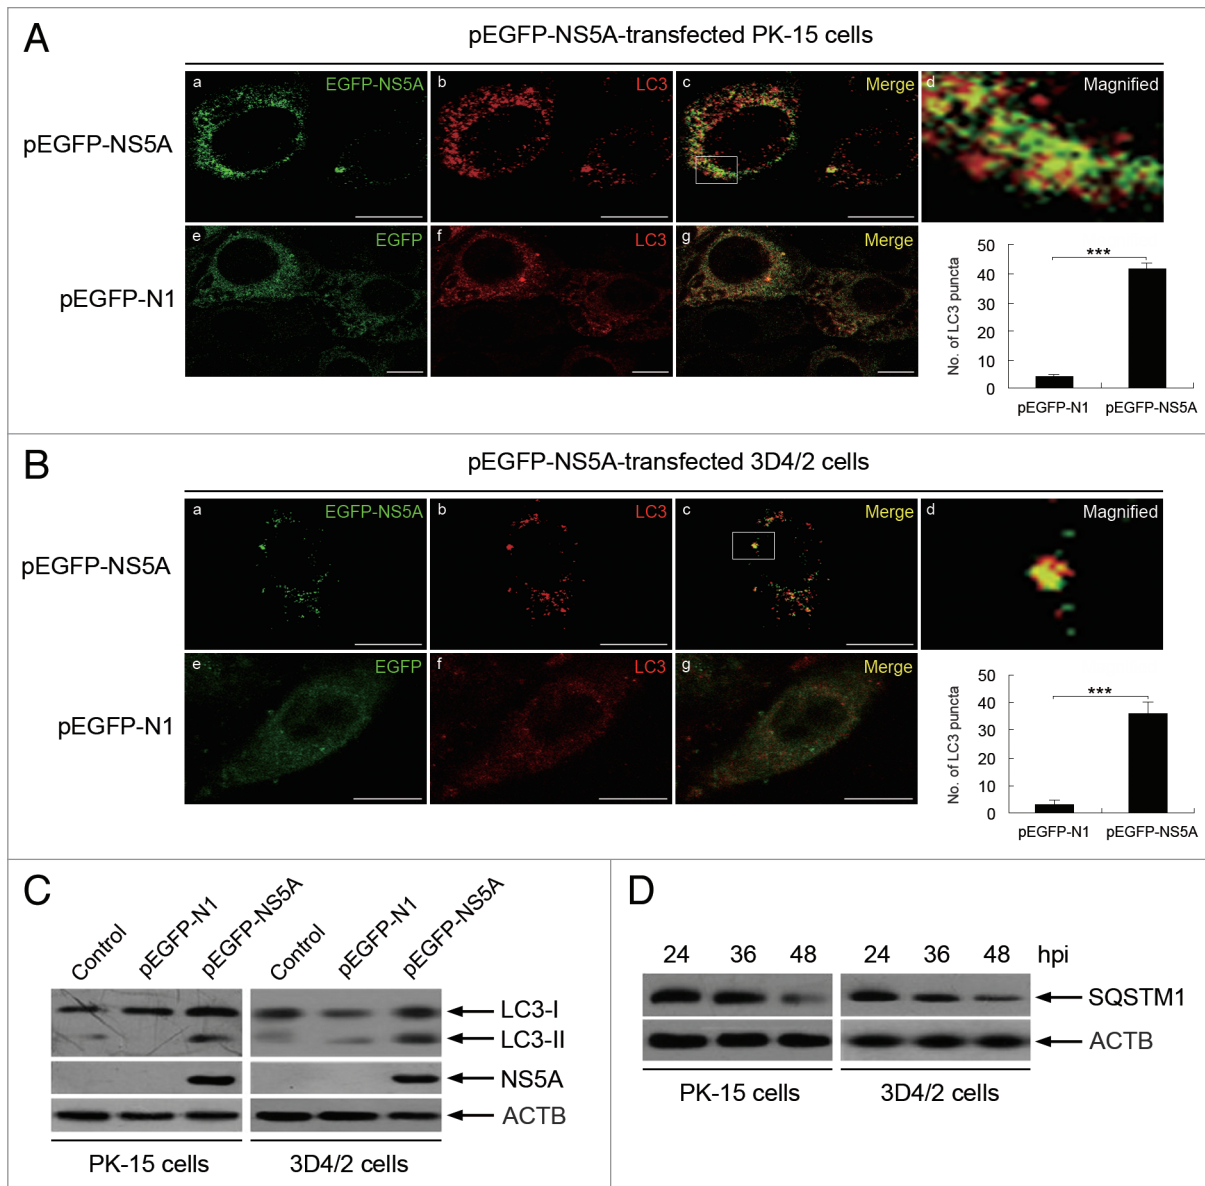 A
pEGFP-NS5A-transfected PK-15 cells
pEGFP-NS5A
a EGFP-NS5A
b LC3
c Merge
d Magnified
pEGFP-N1
e EGFP
f LC3
g Merge
No. of LC3 puncta
50
40
30
20
10
0
***
pEGFP-N1 pEGFP-NS5A
B
pEGFP-NS5A-transfected 3D4/2 cells
pEGFP-NS5A
a EGFP-NS5A
b LC3
c Merge
d Magnified
pEGFP-N1
e EGFP
f LC3
g Merge
No. of LC3 puncta
50
40
30
20
10
0
***
pEGFP-N1 pEGFP-NS5A
C
Control pEGFP-N1 pEGFP-NS5A Control pEGFP-N1 pEGFP-NS5A
LC3-I
LC3-II
NS5A
ACTB
PK-15 cells 3D4/2 cells
D
24 36 48 24 36 48 hpi
SQSTM1
ACTB
PK-15 cells 3D4/2 cells